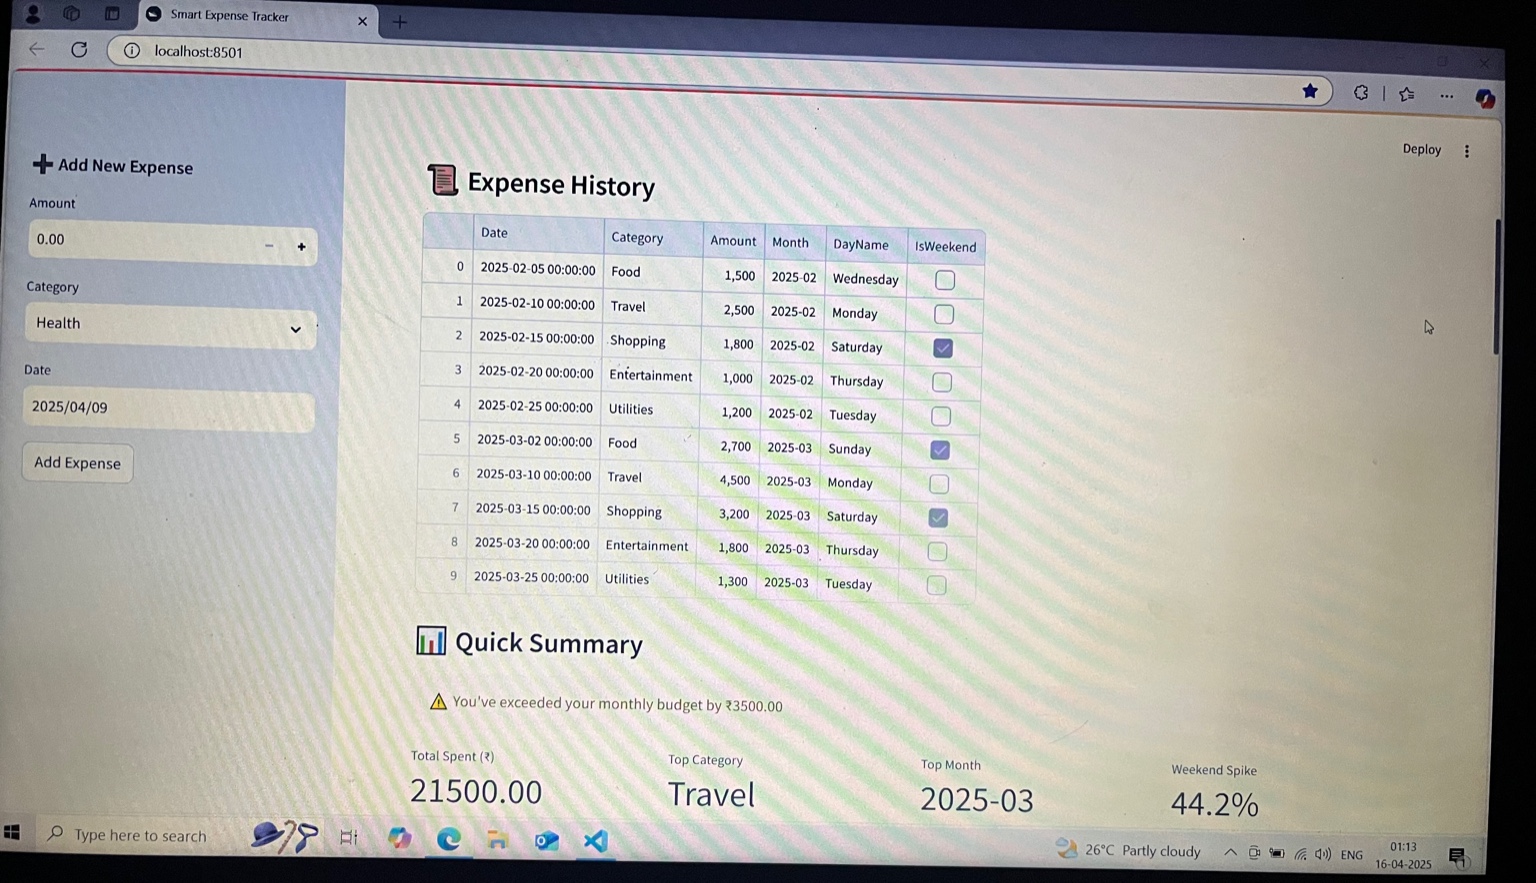 Smart Expense Tracker
localhost:8501
Deploy
Add New Expense
Amount
0.00
Category
Health
Date
2025/04/09
Add Expense
Expense History
Date Category Amount Month DayName IsWeekend
0 2025-02-05 00:00:00 Food 1,500 2025-02 Wednesday
1 2025-02-10 00:00:00 Travel 2,500 2025-02 Monday
2 2025-02-15 00:00:00 Shopping 1,800 2025-02 Saturday
3 2025-02-20 00:00:00 Entertainment 1,000 2025-02 Thursday
4 2025-02-25 00:00:00 Utilities 1,200 2025-02 Tuesday
5 2025-03-02 00:00:00 Food 2,700 2025-03 Sunday
6 2025-03-10 00:00:00 Travel 4,500 2025-03 Monday
7 2025-03-15 00:00:00 Shopping 3,200 2025-03 Saturday
8 2025-03-20 00:00:00 Entertainment 1,800 2025-03 Thursday
9 2025-03-25 00:00:00 Utilities 1,300 2025-03 Tuesday
Quick Summary
You've exceeded your monthly budget by ₹3500.00
Total Spent (₹) Top Category Top Month Weekend Spike
21500.00 Travel 2025-03 44.2%
Type here to search
26°C Partly cloudy ENG 01:13
16-04-2025
1